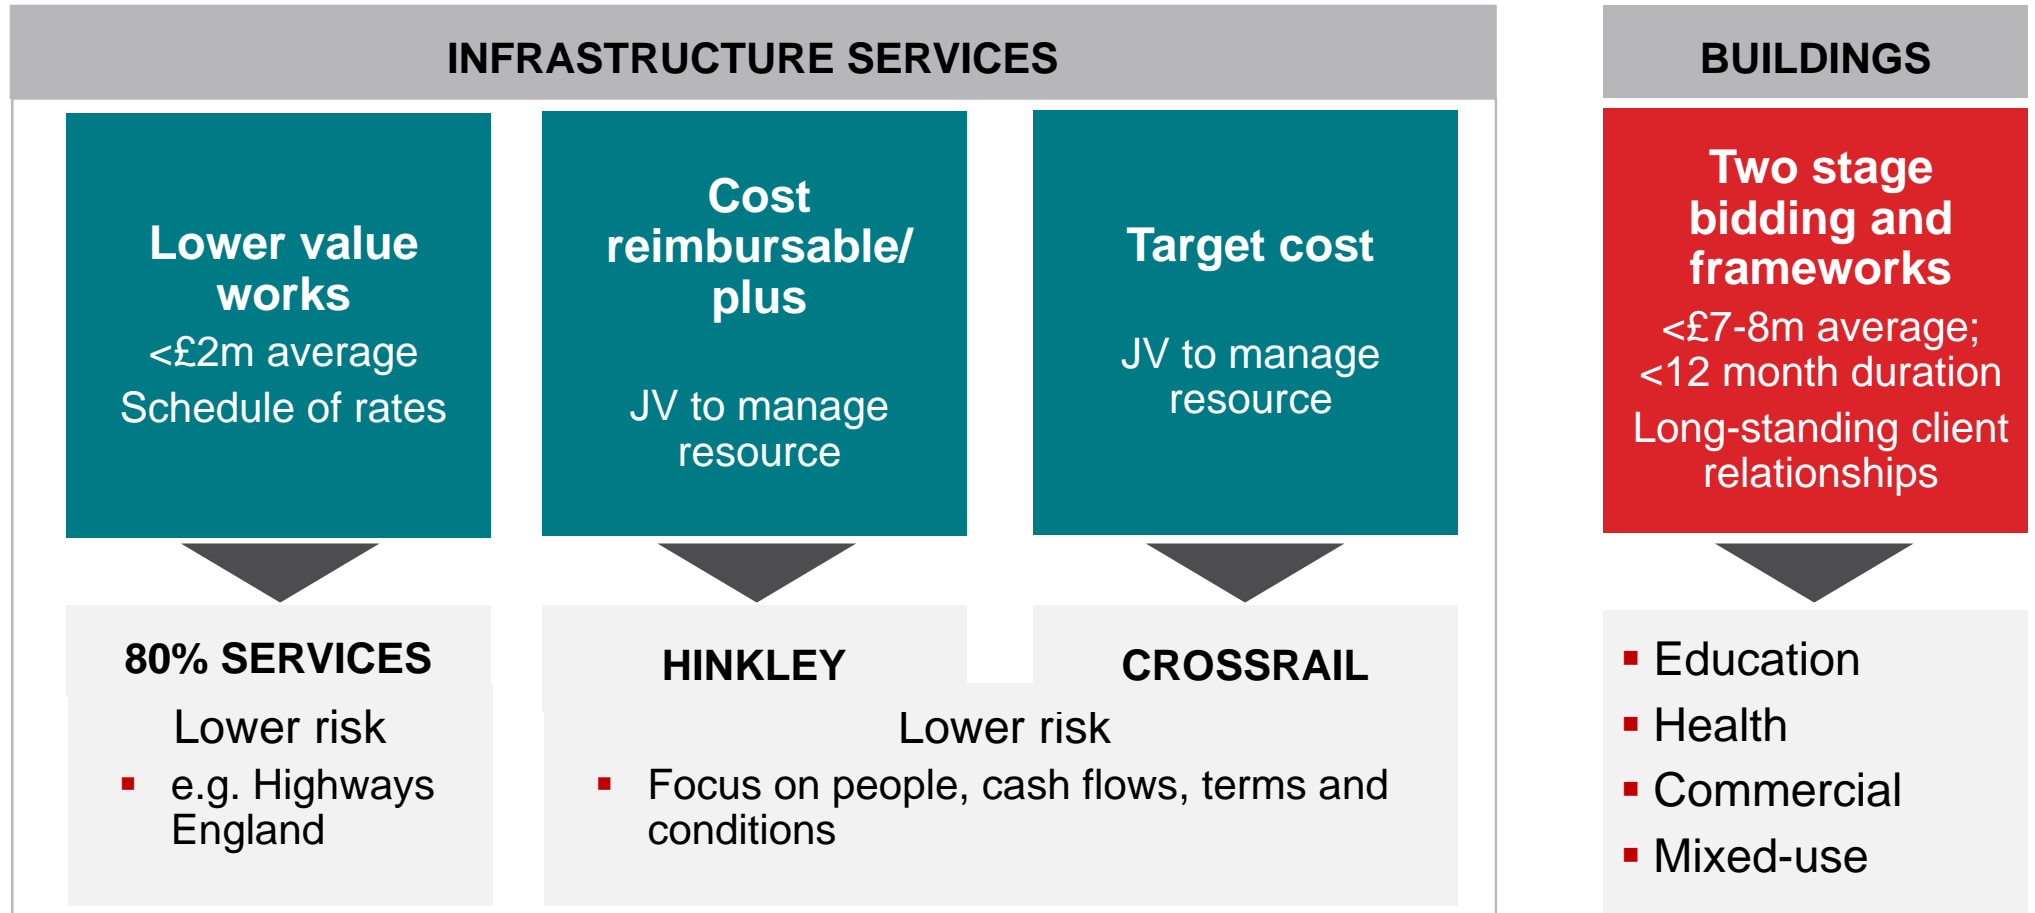 INFRASTRUCTURE SERVICES
Lower value
works
<£2m average
Schedule of rates
Cost
reimbursable/
plus
JV to manage
resource
Target cost
JV to manage
resource
80% SERVICES
Lower risk
▪ e.g. Highways
England
HINKLEY
CROSSRAIL
Lower risk
▪ Focus on people, cash flows, terms and
conditions
BUILDINGS
Two stage
bidding and
frameworks
<£7-8m average;
<12 month duration
Long-standing client
relationships
▪ Education
▪ Health
▪ Commercial
▪ Mixed-use